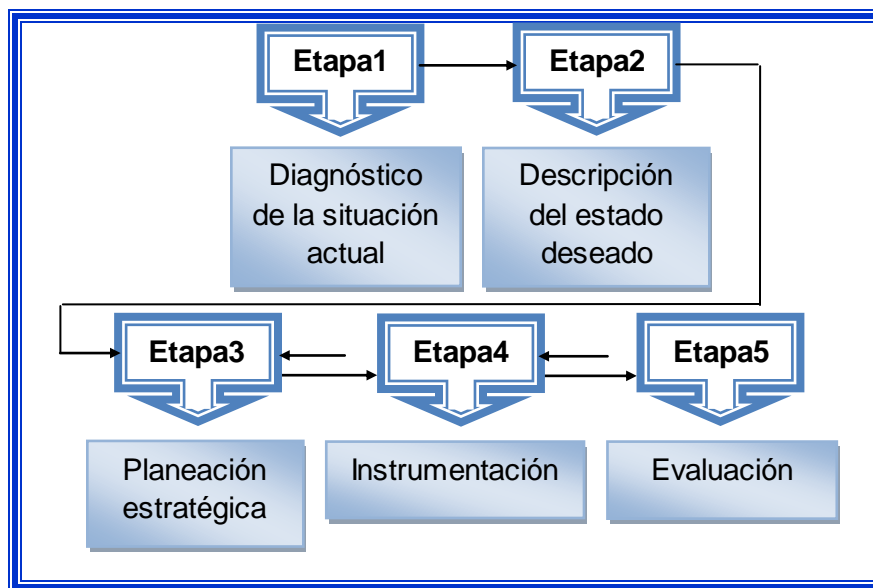 Etapa1
Etapa2
Diagnóstico
de la situación
actual
Descripción
del estado
deseado
Etapa3
Etapa4
Etapa5
Planeación
estratégica
Instrumentación
Evaluación